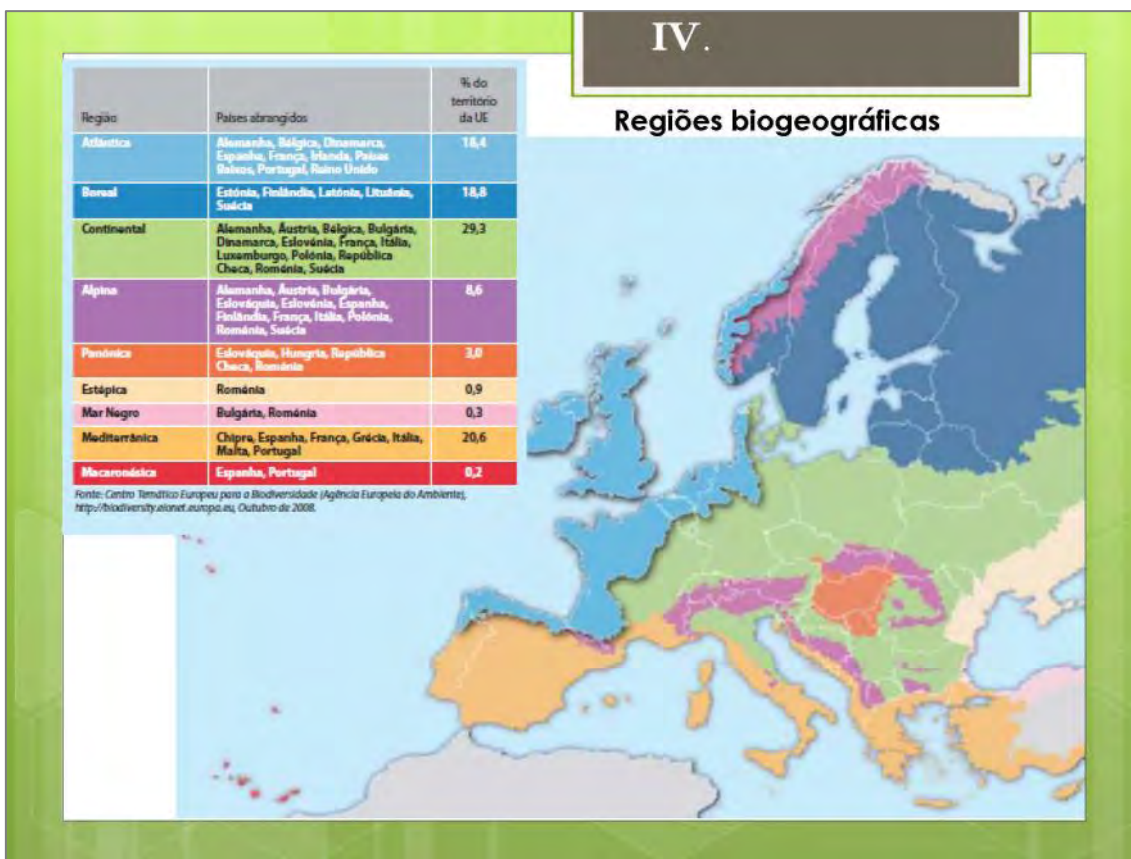 IV.
Regiões biogeográficas
Região
Países abrangidos
% do
território
da UE
Atlântica
Alemanha, Bélgica, Dinamarca,
Espanha, França, Irlanda, Países
Baixos, Portugal, Reino Unido
18,4
Boreal
Estónia, Finlândia, Letónia, Lituânia,
Suécia
18,8
Continental
Alemanha, Áustria, Bélgica, Bulgária,
Dinamarca, Eslovénia, França, Itália,
Luxemburgo, Polónia, República
Checa, Roménia, Suécia
29,3
Alpina
Alemanha, Áustria, Bulgária,
Eslováquia, Eslovénia, Espanha,
Finlândia, França, Itália, Polónia,
Roménia, Suécia
8,6
Panónica
Eslováquia, Hungria, República
Checa, Roménia
3,0
Estépica
Roménia
0,9
Mar Negro
Bulgária, Roménia
0,3
Mediterrânica
Chipre, Espanha, França, Grécia, Itália,
Malta, Portugal
20,6
Macaronésica
Espanha, Portugal
0,2
Fonte: Centro Temático Europeu para a Biodiversidade (Agência Europeia do Ambiente),
http://biodiversity.eionet.europa.eu, Outubro de 2008.